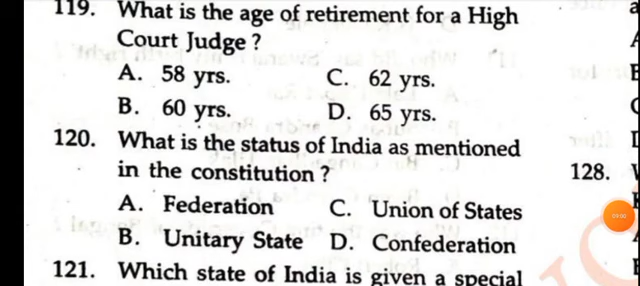 119. What is the age of retirement for a High
Court Judge ?
A. 58 yrs. C. 62 yrs.
B. 60 yrs. D. 65 yrs.
120. What is the status of India as mentioned
in the constitution ?
A. Federation C. Union of States
B. Unitary State D. Confederation
121. Which state of India is given a special
128.